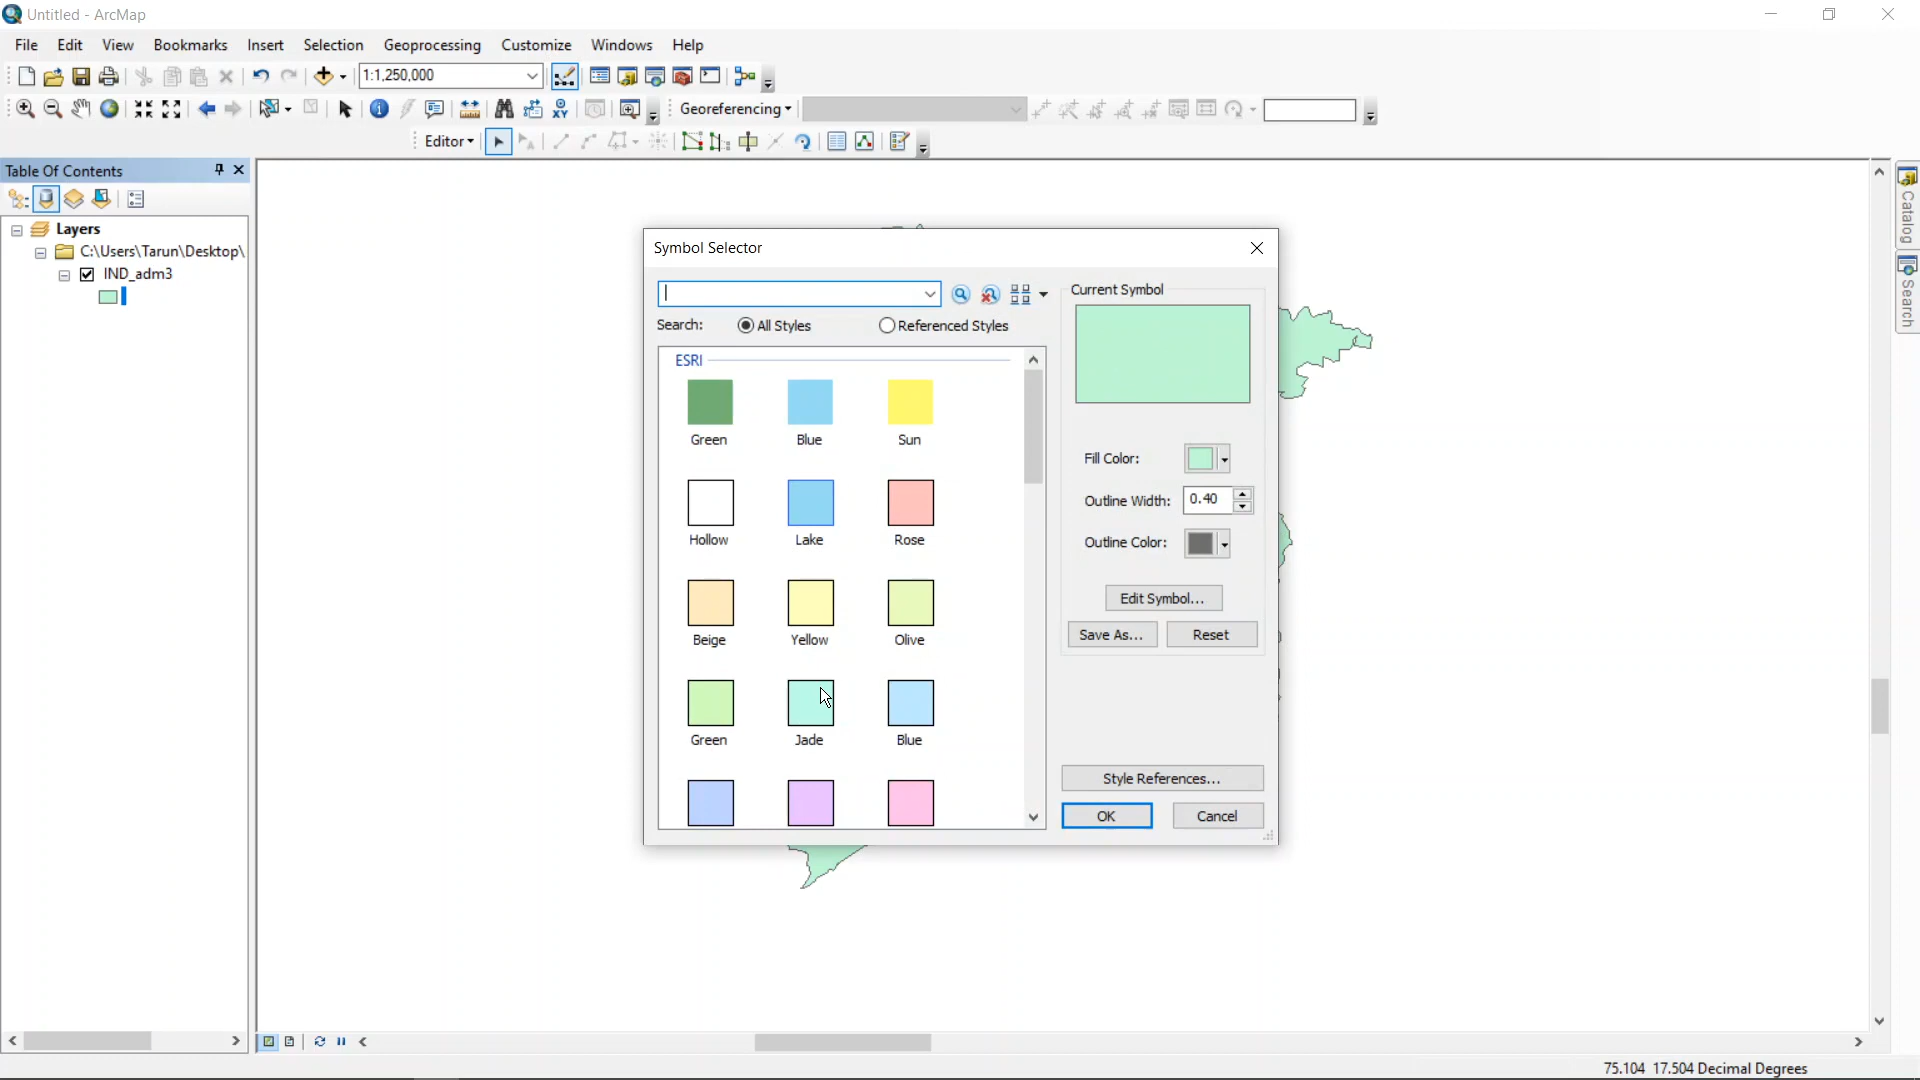 Untitled - ArcMap
File Edit View Bookmarks Insert Selection Geoprocessing Customize Windows Help
1:1,250,000
Georeferencing
Editor
Table Of Contents
Layers
C:\Users\Tarun\Desktop\
IND_adm3
Symbol Selector
Search: All Styles Referenced Styles
ESRI
Green Blue Sun
Hollow Lake Rose
Beige Yellow Olive
Green Jade Blue
Current Symbol
Fill Color:
Outline Width: 0.40
Outline Color:
Edit Symbol...
Save As... Reset
Style References...
OK Cancel
Catalog
Search
75.104 17.504 Decimal Degrees